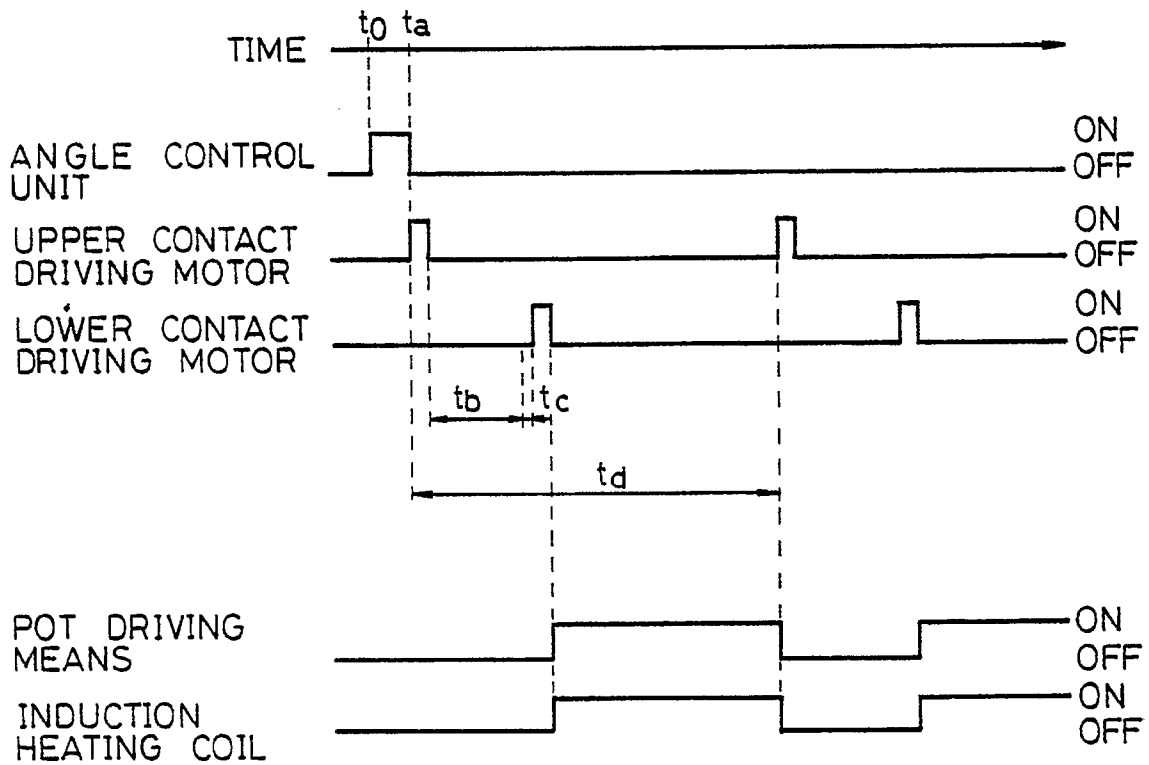 t0 ta
TIME
ANGLE CONTROL
UNIT
ON
OFF
UPPER CONTACT
DRIVING MOTOR
ON
OFF
LOWER CONTACT
DRIVING MOTOR
ON
OFF
tb tc
td
POT DRIVING
MEANS
ON
OFF
INDUCTION
HEATING COIL
ON
OFF